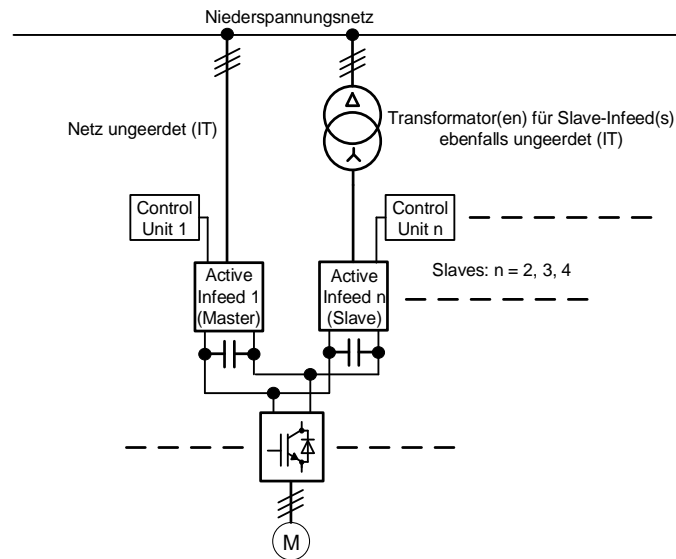 Niederspannungsnetz
Netz ungeerdet (IT)
Transformator(en) für Slave-Infeed(s)
ebenfalls ungeerdet (IT)
Control
Unit 1
Control
Unit n
Active
Infeed 1
(Master)
Active
Infeed n
(Slave)
Slaves: n = 2, 3, 4
M